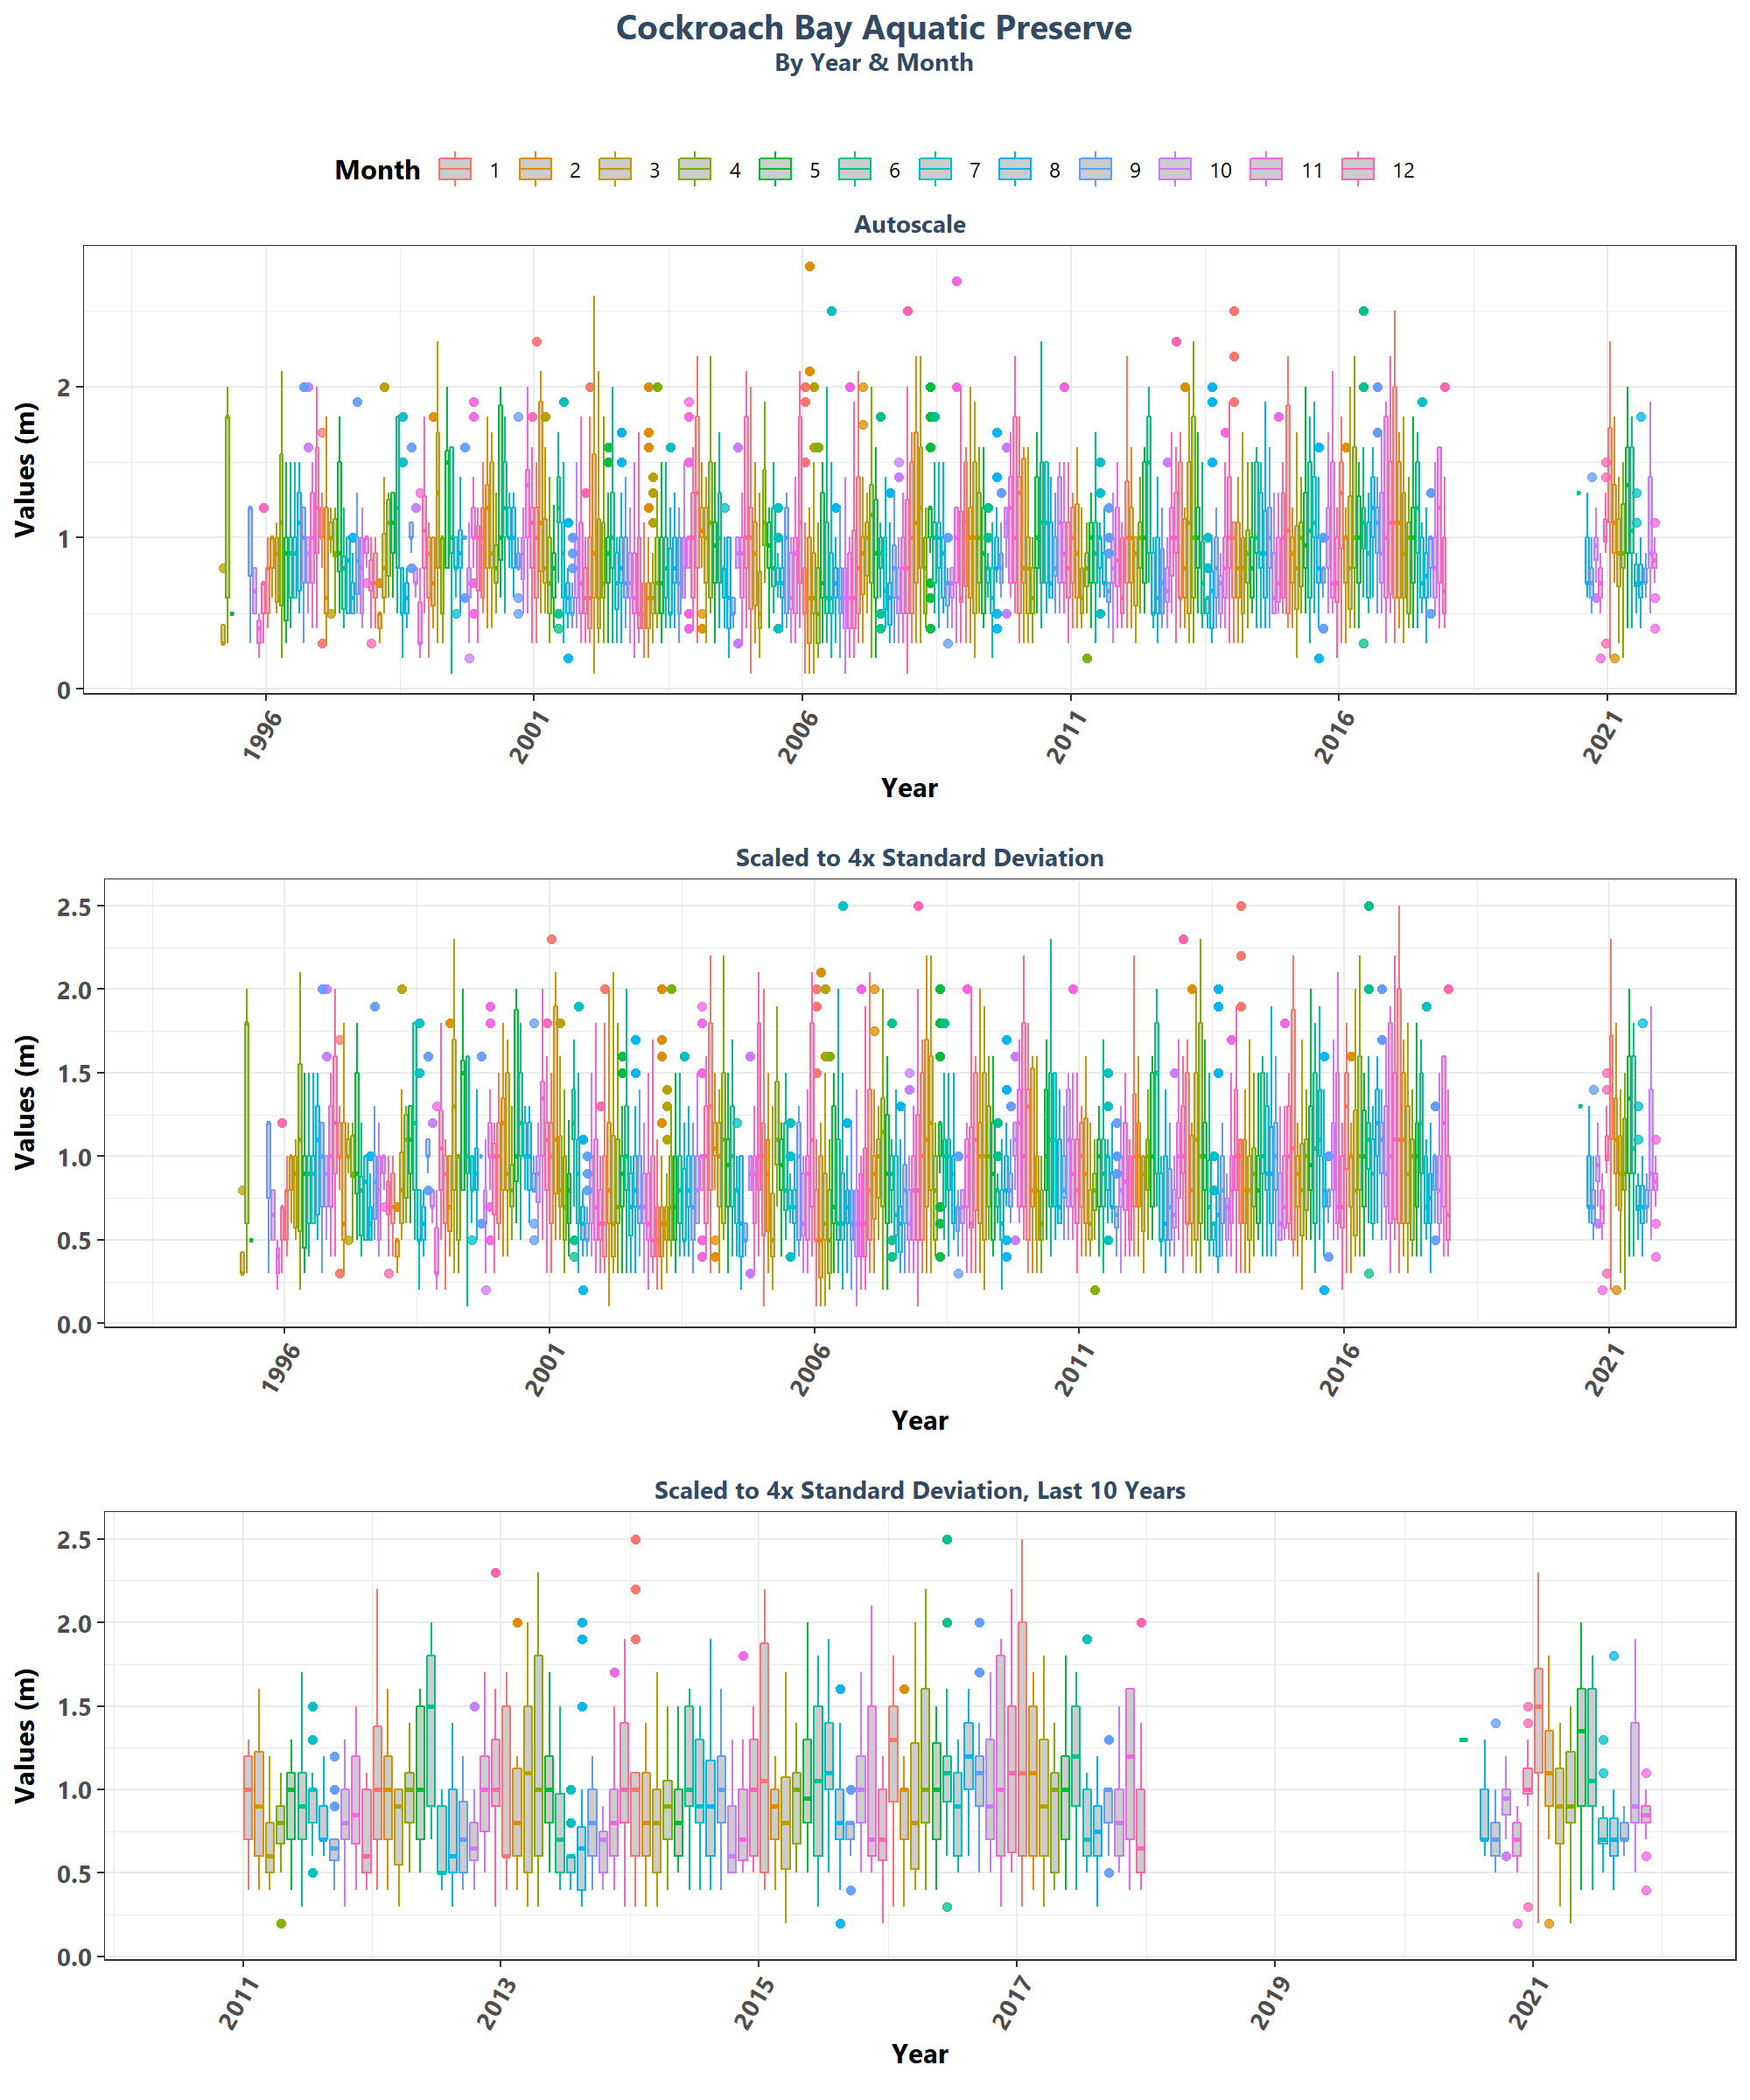 Cockroach Bay Aquatic Preserve
By Year & Month
Month 1 2 3 4 5 6 7 8 9 10 11 12
Autoscale
Values (m)
2
1
0
1996 2001 2006 2011 2016 2021
Year
Scaled to 4x Standard Deviation
Values (m)
2.5
2.0
1.5
1.0
0.5
0.0
1996 2001 2006 2011 2016 2021
Year
Scaled to 4x Standard Deviation, Last 10 Years
Values (m)
2.5
2.0
1.5
1.0
0.5
0.0
2011 2013 2015 2017 2019 2021
Year